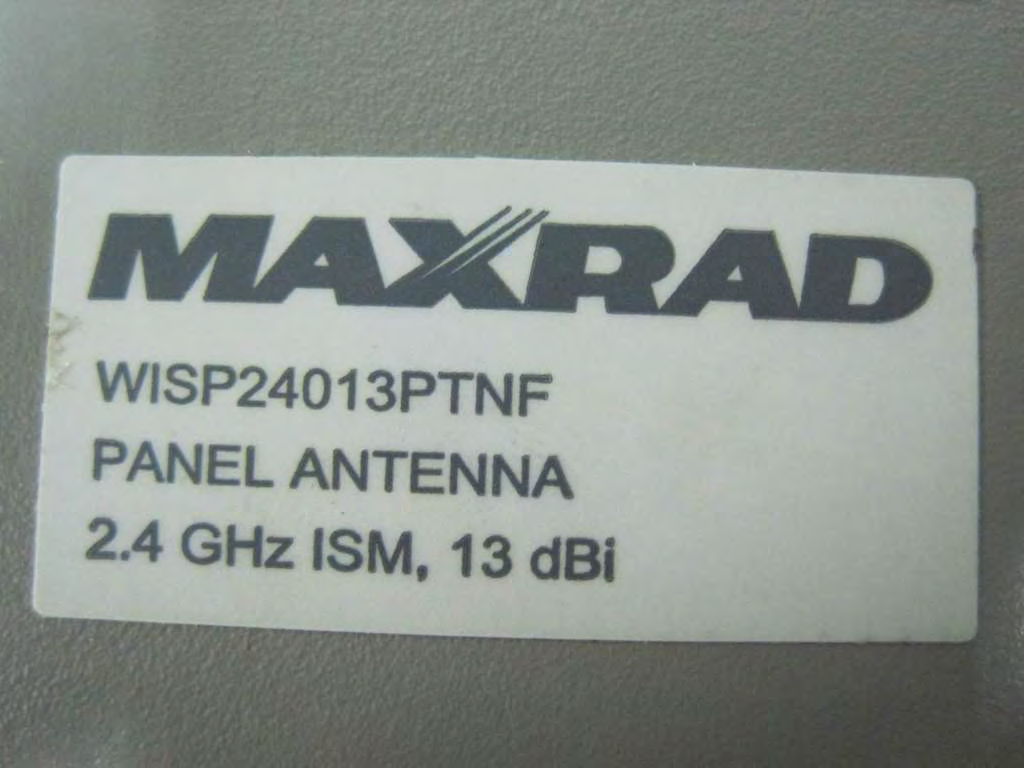 MAXRAD
WISP24013PTNF
PANEL ANTENNA
2.4 GHz ISM, 13 dBi